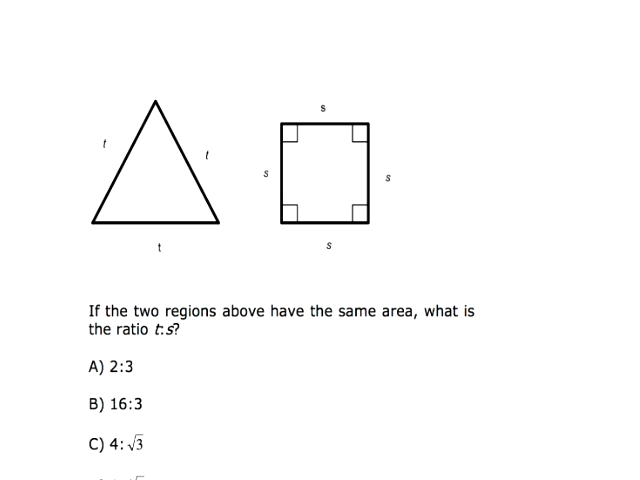 s
t
t
s
s
t
s
If the two regions above have the same area, what is
the ratio t:s?
A) 2:3
B) 16:3
C) 4: √3